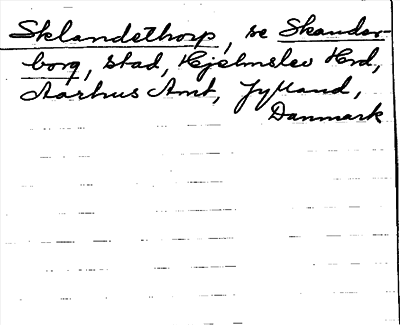 Sklandethorp, se Skander-
borg, stad, Hjelmslev Hrd,
Aarhus Amt, Jylland,
Danmark